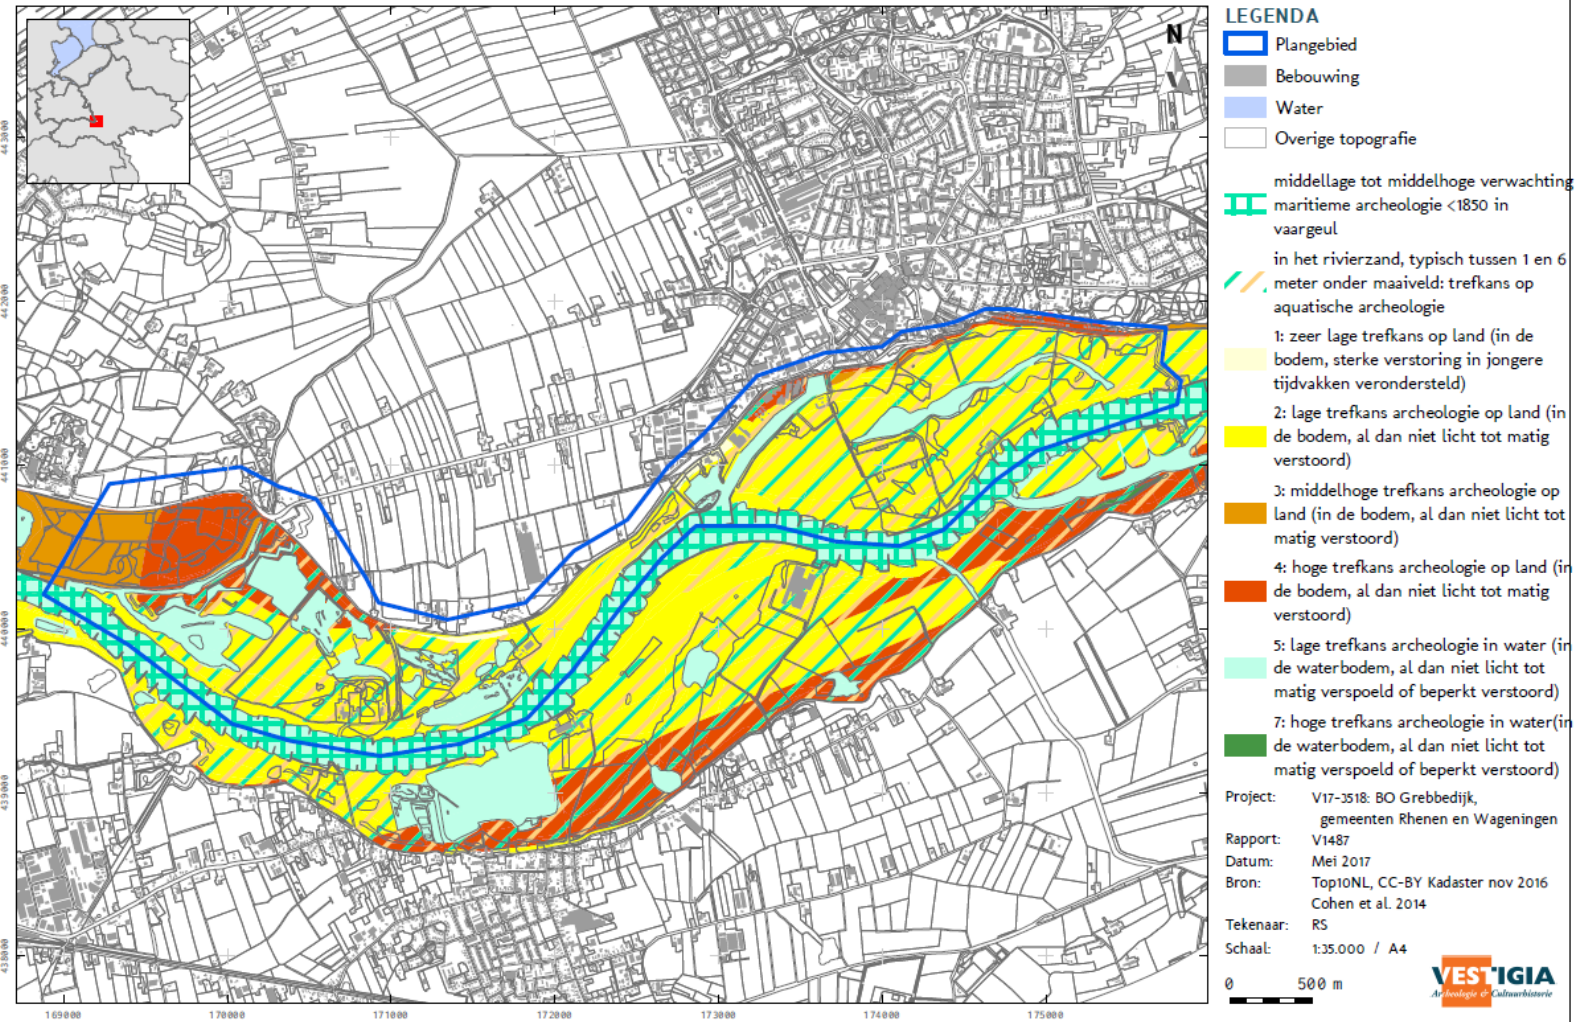 N
443000
442000
441000
440000
439000
438000
169000
170000
171000
172000
173000
174000
175000
LEGENDA
Plangebied
Bebouwing
Water
Overige topografie
middellage tot middelhoge verwachting
maritieme archeologie <1850 in
vaargeul
in het rivierzand, typisch tussen 1 en 6
meter onder maaiveld: trefkans op
aquatische archeologie
1: zeer lage trefkans op land (in de
bodem, sterke verstoring in jongere
tijdvakken verondersteld)
2: lage trefkans archeologie op land (in
de bodem, al dan niet licht tot matig
verstoord)
3: middelhoge trefkans archeologie op
land (in de bodem, al dan niet licht tot
matig verstoord)
4: hoge trefkans archeologie op land (in
de bodem, al dan niet licht tot matig
verstoord)
5: lage trefkans archeologie in water (in
de waterbodem, al dan niet licht tot
matig verspoeld of beperkt verstoord)
7: hoge trefkans archeologie in water(in
de waterbodem, al dan niet licht tot
matig verspoeld of beperkt verstoord)
Project: V17-3518: BO Grebbedijk,
gemeenten Rhenen en Wageningen
Rapport: V1487
Datum: Mei 2017
Bron: Top10NL, CC-BY Kadaster nov 2016
Cohen et al. 2014
Tekenaar: RS
Schaal: 1:35.000 / A4
0 500 m
VESTIGIA
Archeologie & Cultuurhistorie